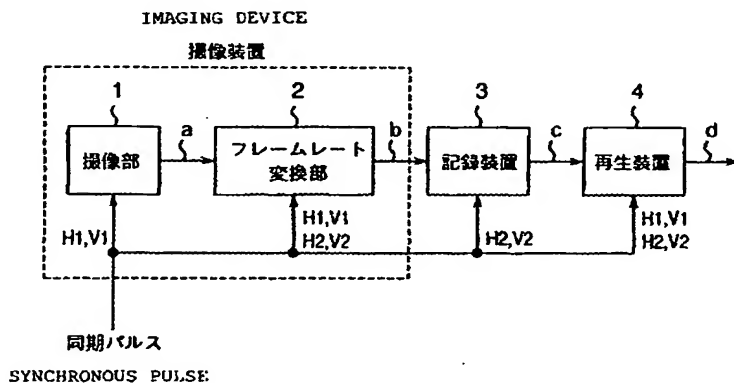 IMAGING DEVICE
撮像装置
1
2
3
4
a
b
c
d
撮像部
フレームレート
変換部
記録装置
再生装置
H1,V1
H1,V1
H2,V2
H2,V2
H1,V1
H2,V2
同期パルス
SYNCHRONOUS PULSE